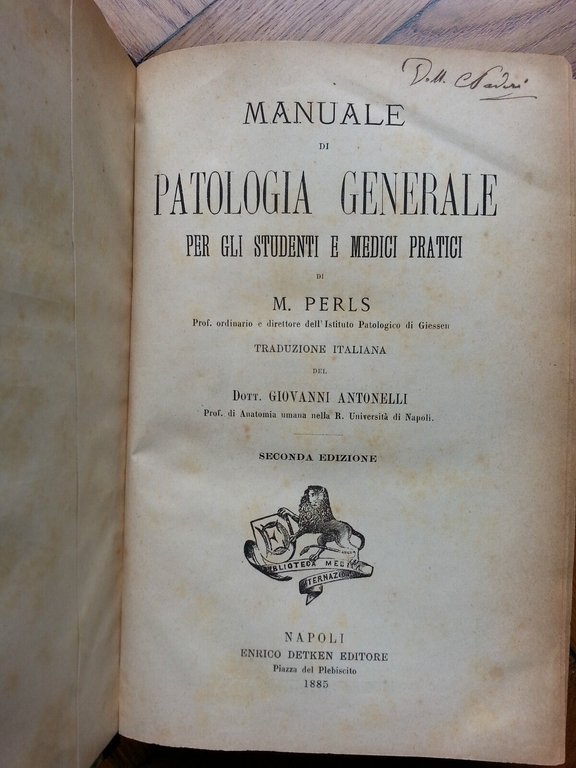 Dott.
MANUALE
DI
PATOLOGIA GENERALE
PER GLI STUDENTI E MEDICI PRATICI
DI
M. PERLS
Prof. ordinario e direttore dell'Istituto Patologico di Giessen
TRADUZIONE ITALIANA
DEL
DOTT. GIOVANNI ANTONELLI
Prof. di Anatomia umana nella R. Università di Napoli.
SECONDA EDIZIONE
BIBLIOTECA MEDICA
INTERNAZION
NAPOLI
ENRICO DETKEN EDITORE
Piazza del Plebiscito
1885